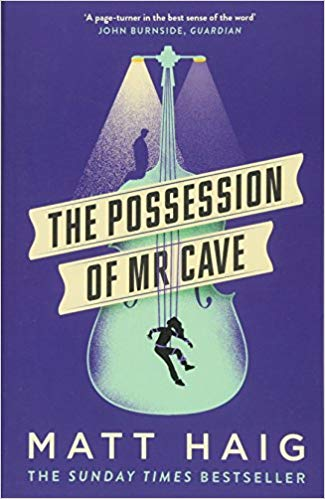 “A page-turner in the best sense of the word”
JOHN BURNSIDE, GUARDIAN
THE POSSESSION
OF MR CAVE
MATT HAIG
THE SUNDAY TIMES BESTSELLER